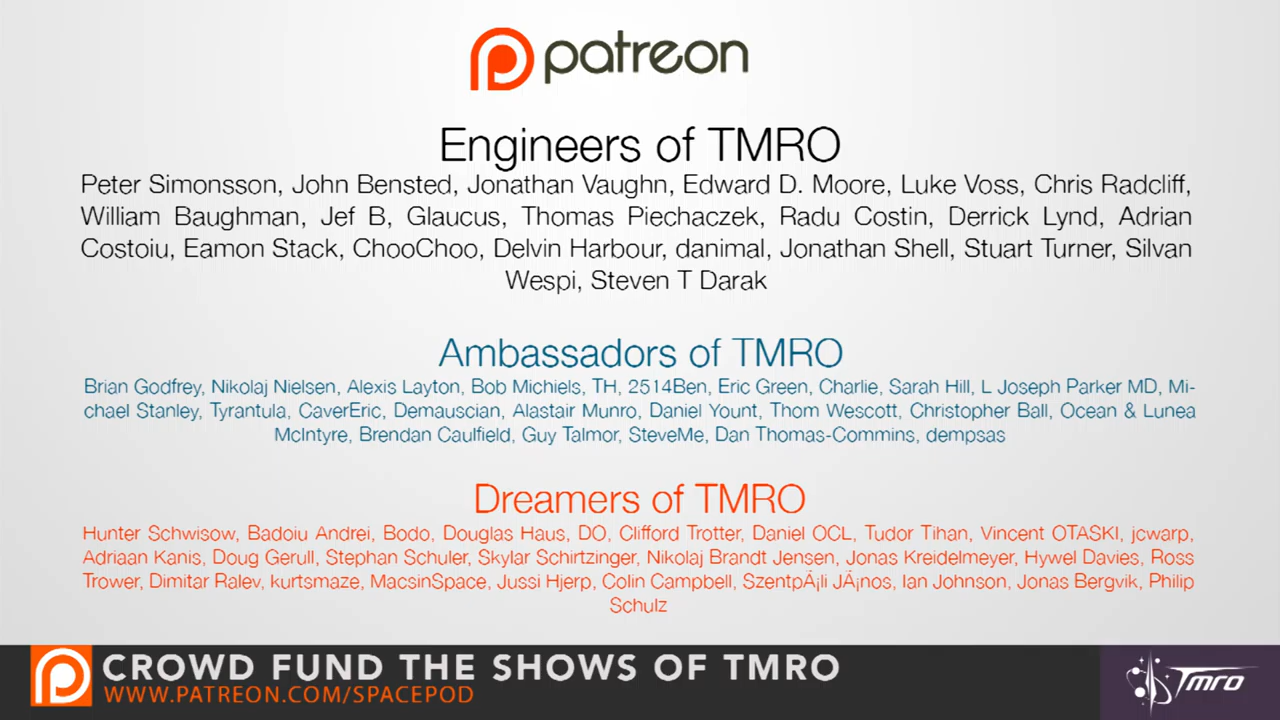 patreon
Engineers of TMRO
Peter Simonsson, John Bensted, Jonathan Vaughn, Edward D. Moore, Luke Voss, Chris Radcliff,
William Baughman, Jef B, Glaucus, Thomas Piechaczek, Radu Costin, Derrick Lynd, Adrian
Costoiu, Eamon Stack, ChooChoo, Delvin Harbour, danimal, Jonathan Shell, Stuart Turner, Silvan
Wespi, Steven T Darak
Ambassadors of TMRO
Brian Godfrey, Nikolaj Nielsen, Alexis Layton, Bob Michiels, TH, 2514Ben, Eric Green, Charlie, Sarah Hill, L Joseph Parker MD, Mi-
chael Stanley, Tyrantula, CaverEric, Demauscian, Alastair Munro, Daniel Yount, Thom Wescott, Christopher Ball, Ocean & Lunea
McIntyre, Brendan Caulfield, Guy Talmor, SteveMe, Dan Thomas-Commins, dempsas
Dreamers of TMRO
Hunter Schwisow, Badoiu Andrei, Bodo, Douglas Haus, DO, Clifford Trotter, Daniel OCL, Tudor Tihan, Vincent OTASKI, jcwarp,
Adriaan Kanis, Doug Gerull, Stephan Schuler, Skylar Schirtzinger, Nikolaj Brandt Jensen, Jonas Kreidelmeyer, Hywel Davies, Ross
Trower, Dimitar Ralev, kurtsmaze, MacsinSpace, Jussi Hjerp, Colin Campbell, SzentpÃ¡li JÃ¡nos, Ian Johnson, Jonas Bergvik, Philip
Schulz
CROWD FUND THE SHOWS OF TMRO
WWW.PATREON.COM/SPACEPOD
Tmro